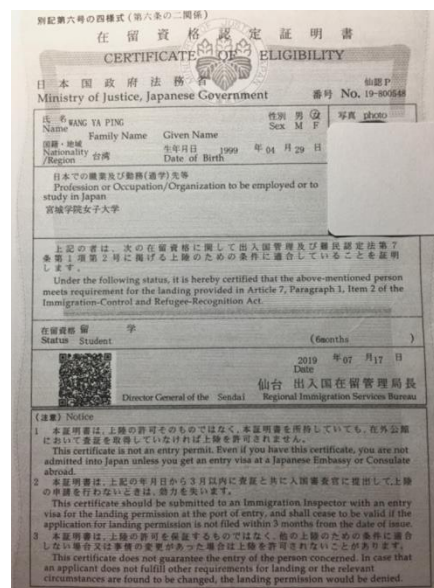 別記第六号の四様式(第六条の二関係)
在留資格認定証明書
CERTIFICATE OF ELIGIBILITY
日本国政府法務省 仙認P
Ministry of Justice, Japanese Government 番号 No. 19-800548
氏名 WANG YA PING 性別 男 女 写真 photo
Name Family Name Given Name Sex M F
国籍・地域 生年月日 1999 年 04 月 29 日
Nationality 台湾 Date of Birth
/Region
日本での職業及び勤務(通学)先等
Profession or Occupation/Organization to be employed or to
study in Japan
宮城学院女子大学
上記の者は、次の在留資格に関して出入国管理及び難民認定法第7
条第1項第2号に掲げる上陸のための条件に適合していることを証明
します。
Under the following status, it is hereby certified that the above-mentioned person
meets requirement for the landing provided in Article 7, Paragraph 1, Item 2 of the
Immigration-Control and Refugee-Recognition Act.
在留資格 留学
Status Student (6months )
2019 年 07 月 17 日
Date
仙台 出入国在留管理局長
Director General of the Sendai Regional Immigration Services Bureau
(注意) Notice
1 本証明書は、上陸の許可そのものではなく、本証明書を所持していても、在外公館
において査証を取得していなければ上陸を許可されません。
This certificate is not an entry permit. Even if you have this certificate, you are not
admitted into Japan unless you get an entry visa at a Japanese Embassy or Consulate
abroad.
2 本証明書は、上記の年月日から3月以内に査証と共に入国審査官に提出して上陸
の申請を行わないときは、効力を失います。
This certificate should be submitted to an Immigration Inspector with an entry
visa for the landing permission at the port of entry, and shall cease to be valid if the
application for landing permission is not filed within 3 months from the date of issue.
3 本証明書は上陸の許可を保証するものではなく、他の上陸のための条件に適合
しない場合又は事情の変更があった場合は上陸を許可されないことがあります。
This certificate does not guarantee the entry of the person concerned. In case that
an applicant does not fulfill other requirements for landing or the relevant
circumstances are found to be changed, the landing permission would be denied.